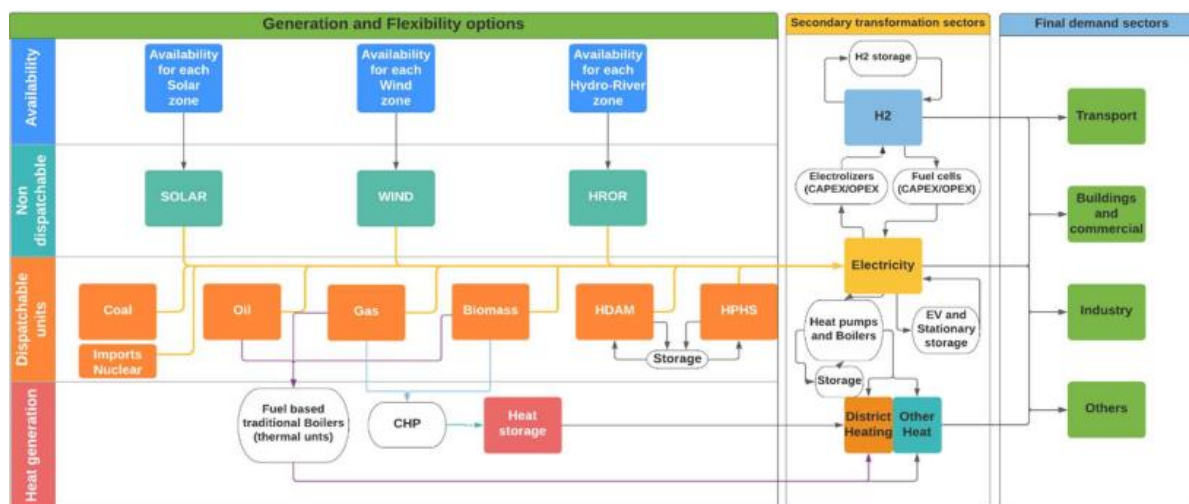 Generation and Flexibility options
Secondary transformation sectors
Final demand sectors
Availability
Availability
for each
Solar
zone
Availability
for each
Wind
zone
Availability
for each
Hydro-River
zone
H2 storage
H2
Transport
Non
dispatchable
SOLAR
WIND
HROR
Electrolizers
(CAPEX/OPEX
Fuel cells
(CAPEX/OPEX)
Buildings
and
commercial
Electricity
Dispatchable
units
Coal
Oil
Gas
Biomass
HDAM
HPHS
Imports
Nuclear
Storage
Heat pumps
and Boilers
EV and
Stationary
storage
Storage
Industry
Heat generation
Fuel based
traditional Boilers
(thermal unts)
CHP
Heat
storage
District
Heating
Other
Heat
Others